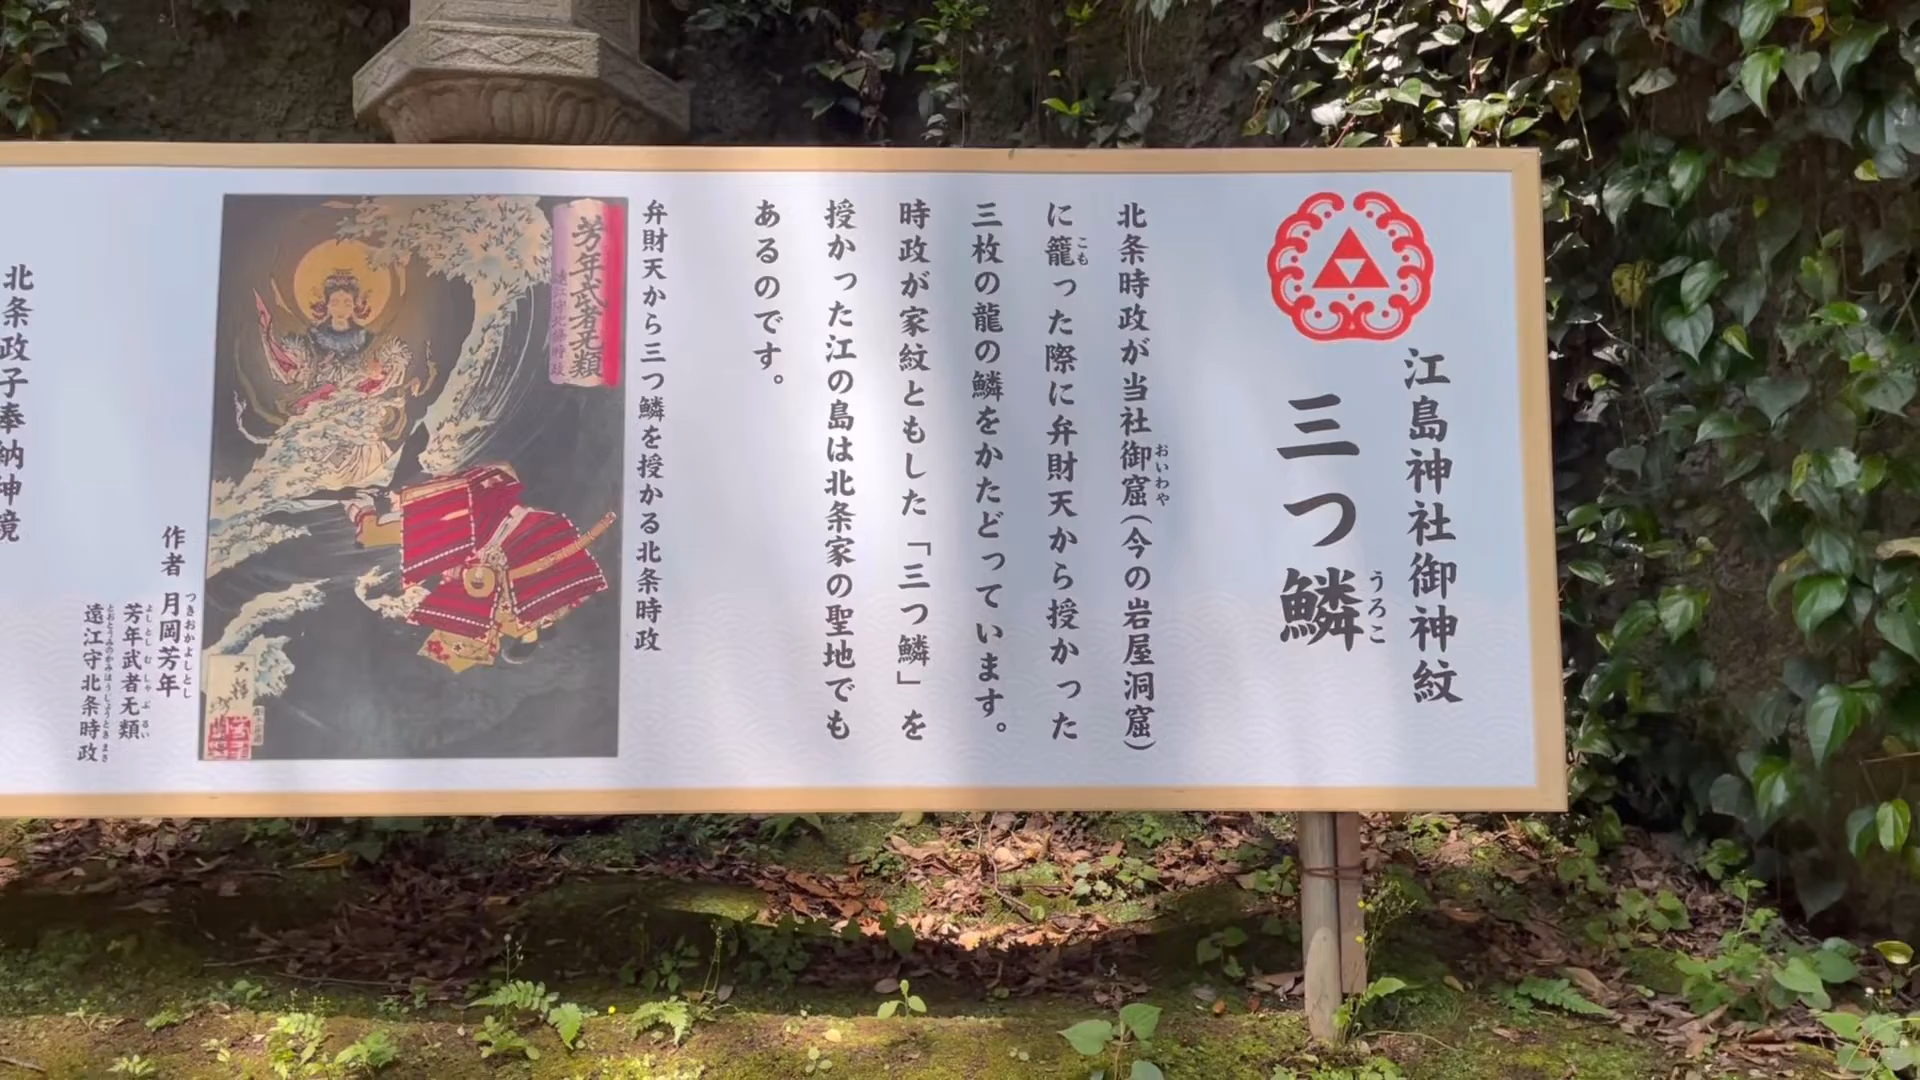 江島神社御神紋
三つ鱗
うろこ
北条時政が当社御窟(今の岩屋洞窟)
おいわや
に籠った際に弁財天から授かった
こも
三枚の龍の鱗をかたどっています。
時政が家紋ともした「三つ鱗」を
授かった江の島は北条家の聖地でも
あるのです。
弁財天から三つ鱗を授かる北条時政
芳年武者无類
遠江守北條時政
作者 月岡芳年
つきおかよしとし
芳年武者无類
よしとしむしゃぶるい
遠江守北条時政
とおとうみのかみほうじょうときまさ
北条政子奉納神鏡